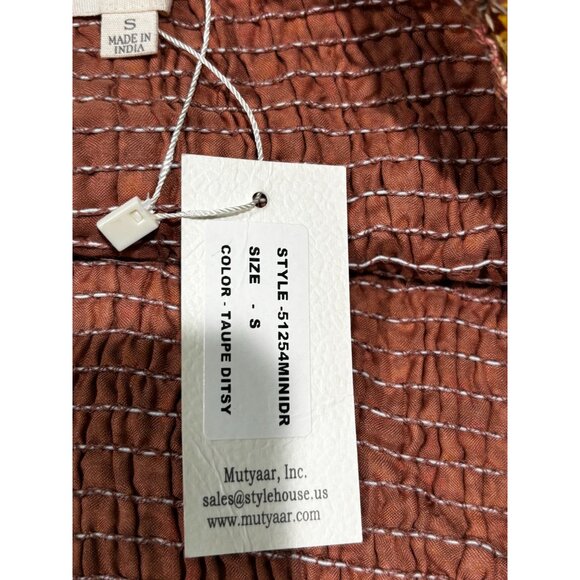 S
MADE IN
INDIA
STYLE -51254MINIDR
SIZE - S
COLOR - TAUPE DITSY
Mutyaar, Inc.
sales@stylehouse.us
www.mutyaar.com